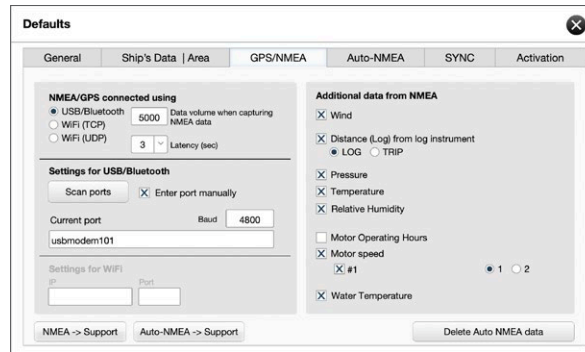 Defaults
General
Ship's Data | Area
GPS/NMEA
Auto-NMEA
SYNC
Activation
NMEA/GPS connected using
USB/Bluetooth
WiFi (TCP)
WiFi (UDP)
5000
Data volume when capturing
NMEA data
3
Latency (sec)
Settings for USB/Bluetooth
Scan ports
Enter port manually
Current port
Baud
4800
usbmodem101
Settings for WiFi
IP
Port
NMEA -> Support
Auto-NMEA -> Support
Additional data from NMEA
Wind
Distance (Log) from log instrument
LOG
TRIP
Pressure
Temperature
Relative Humidity
Motor Operating Hours
Motor speed
#1
1
2
Water Temperature
Delete Auto NMEA data